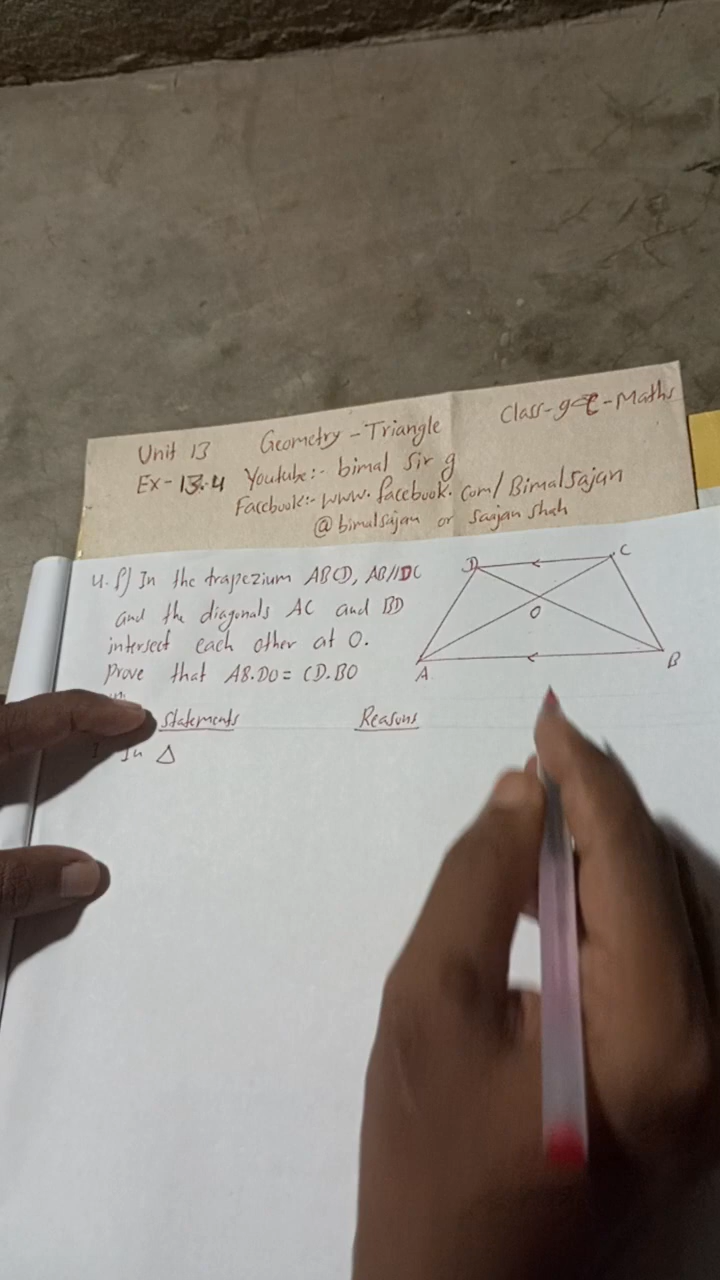 Unit 13 Geometry - Triangle Class-9 - Maths
Ex - 13.4 Youtube:- bimal Sir g
Facebook:- www.facebook.com/Bimalsajan
@bimalsajan or Sanjan Shah
4. f) In the trapezium ABCD, AB//DC
and the diagonals AC and BD
intersect each other at O.
Prove that AB.DO = CD.BO
D C
O
A B
Statements Reasons
In Δ